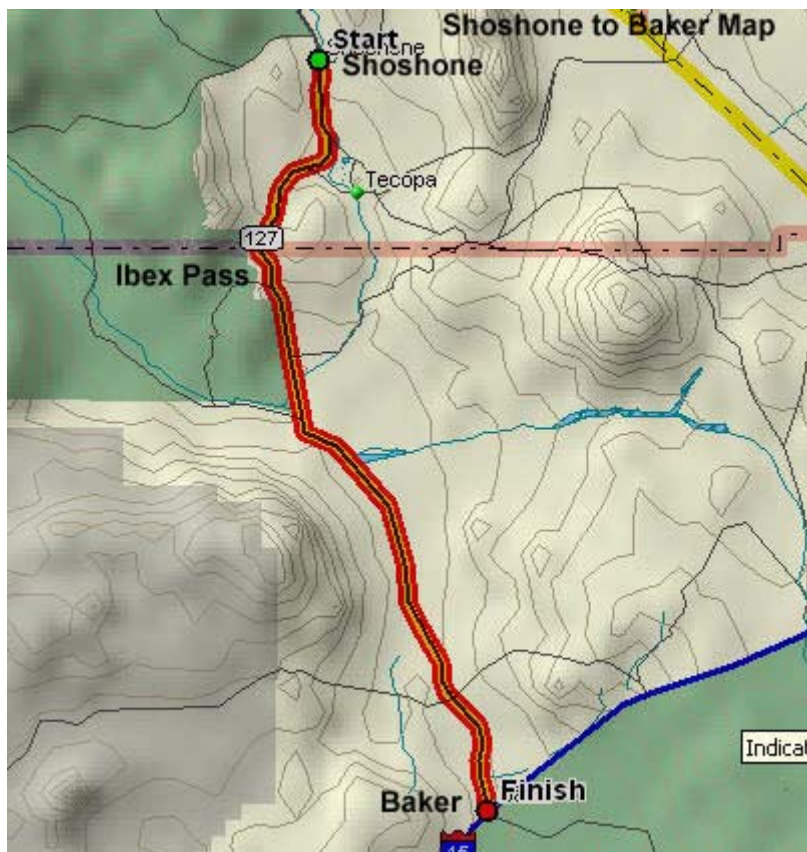 Start
Shoshone to Baker Map
Shoshone
Tecopa
127
Ibex Pass
Finish
Baker